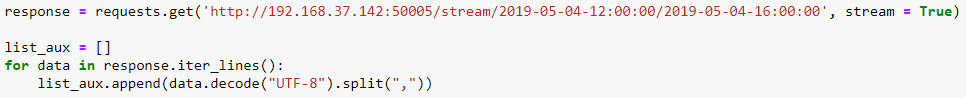 response = requests.get('http://192.168.37.142:50005/stream/2019-05-04-12:00:00/2019-05-04-16:00:00', stream = True)
list_aux = []
for data in response.iter_lines():
    list_aux.append(data.decode("UTF-8").split(","))